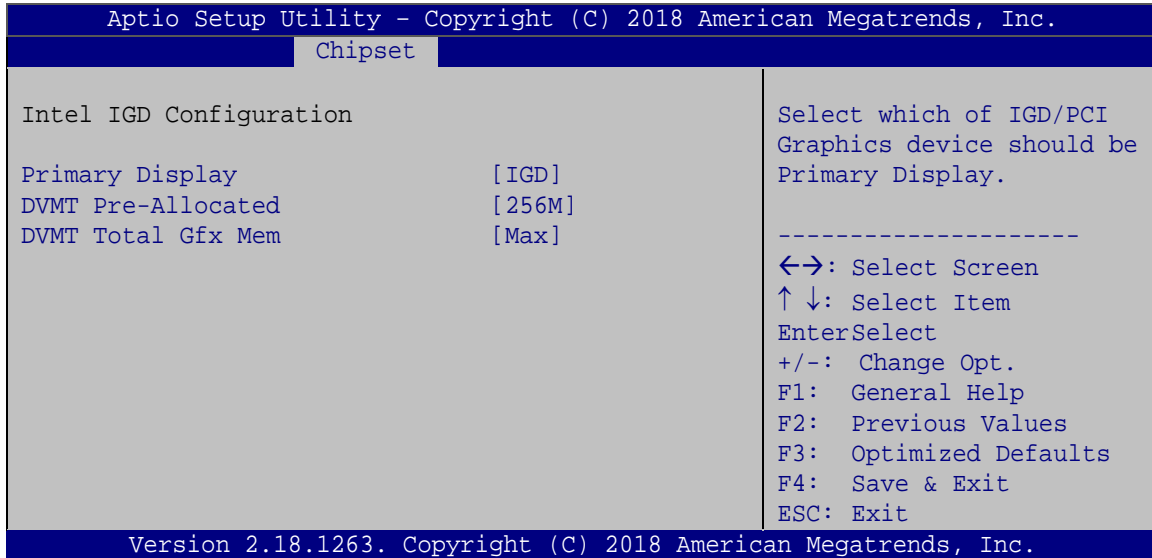 Aptio Setup Utility – Copyright (C) 2018 American Megatrends, Inc.
Chipset
Intel IGD Configuration
Primary Display [IGD]
DVMT Pre-Allocated [256M]
DVMT Total Gfx Mem [Max]
Select which of IGD/PCI
Graphics device should be
Primary Display.
---------------------
←→: Select Screen
↑ ↓: Select Item
EnterSelect
+/-: Change Opt.
F1: General Help
F2: Previous Values
F3: Optimized Defaults
F4: Save & Exit
ESC: Exit
Version 2.18.1263. Copyright (C) 2018 American Megatrends, Inc.